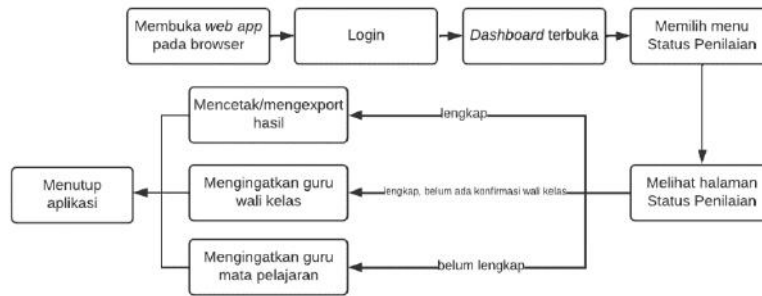 Membuka web app
pada browser
Login
Dashboard terbuka
Memilih menu
Status Penilaian
Mencetak/mengexport
hasil
lengkap
Menutup
aplikasi
Mengingatkan guru
wali kelas
lengkap, belum ada konfirmasi wali kelas
Melihat halaman
Status Penilaian
Mengingatkan guru
mata pelajaran
belum lengkap